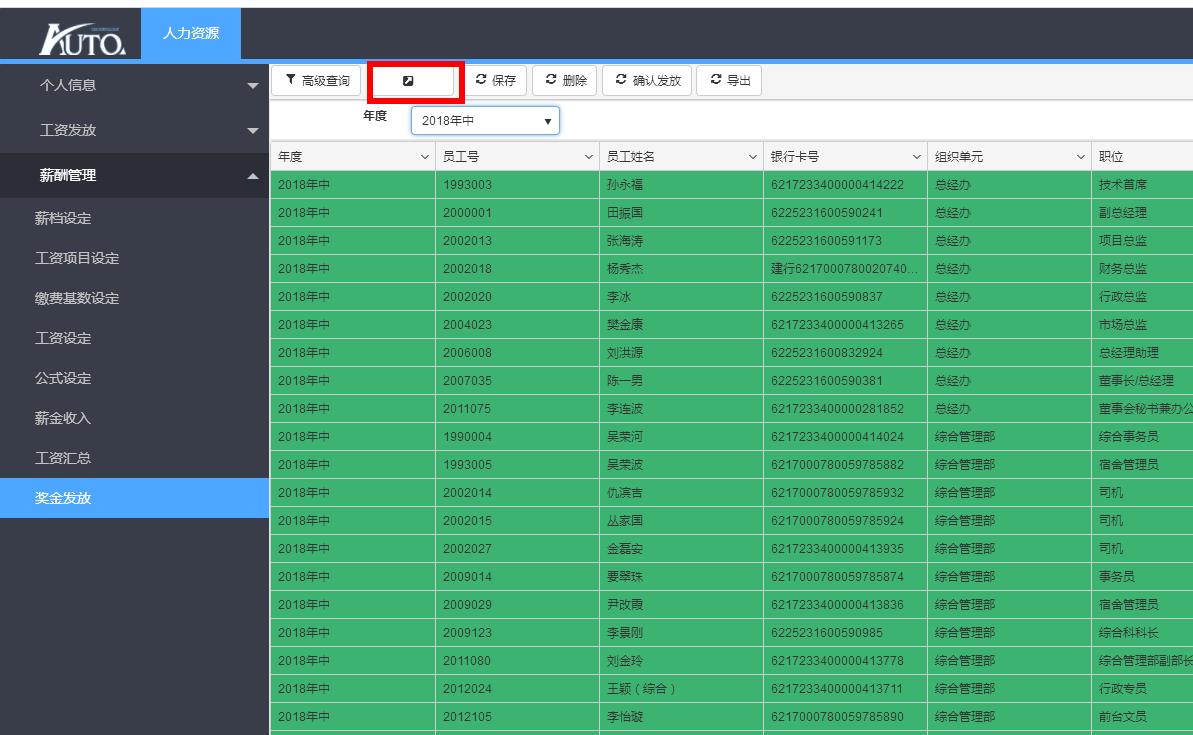 AUTO.
人力资源
个人信息
工资发放
薪酬管理
薪档设定
工资项目设定
缴费基数设定
工资设定
公式设定
薪金收入
工资汇总
奖金发放
高级查询 保存 删除 确认发放 导出
年度 2018年中
年度 员工号 员工姓名 银行卡号 组织单元 职位
2018年中 1993003 孙永福 6217233400000414222 总经办 技术首席
2018年中 2000001 田振国 6225231600590241 总经办 副总经理
2018年中 2002013 张海涛 6225231600591173 总经办 项目总监
2018年中 2002018 杨秀杰 建行6217000780020740... 总经办 财务总监
2018年中 2002020 李冰 6225231600590837 总经办 行政总监
2018年中 2004023 樊金康 6217233400000413265 总经办 市场总监
2018年中 2006008 刘洪源 6225231600832924 总经办 总经理助理
2018年中 2007035 陈一男 6225231600590381 总经办 董事长/总经理
2018年中 2011075 李连波 6217233400000281852 总经办 董事会秘书兼办公
2018年中 1990004 吴荣河 6217233400000414024 综合管理部 综合事务员
2018年中 1993005 吴荣波 6217000780059785882 综合管理部 宿舍管理员
2018年中 2002014 仇滨吉 6217000780059785932 综合管理部 司机
2018年中 2002015 丛家国 6217000780059785924 综合管理部 司机
2018年中 2002027 金磊安 6217233400000413935 综合管理部 司机
2018年中 2009014 要翠珠 6217000780059785874 综合管理部 事务员
2018年中 2009029 尹改霞 6217233400000413836 综合管理部 宿舍管理员
2018年中 2009123 李景刚 6225231600590985 综合管理部 综合科科长
2018年中 2011080 刘金玲 6217233400000413778 综合管理部 综合管理部副部长
2018年中 2012024 王颖（综合） 6217233400000413711 综合管理部 行政专员
2018年中 2012105 李怡璇 6217000780059785890 综合管理部 前台文员